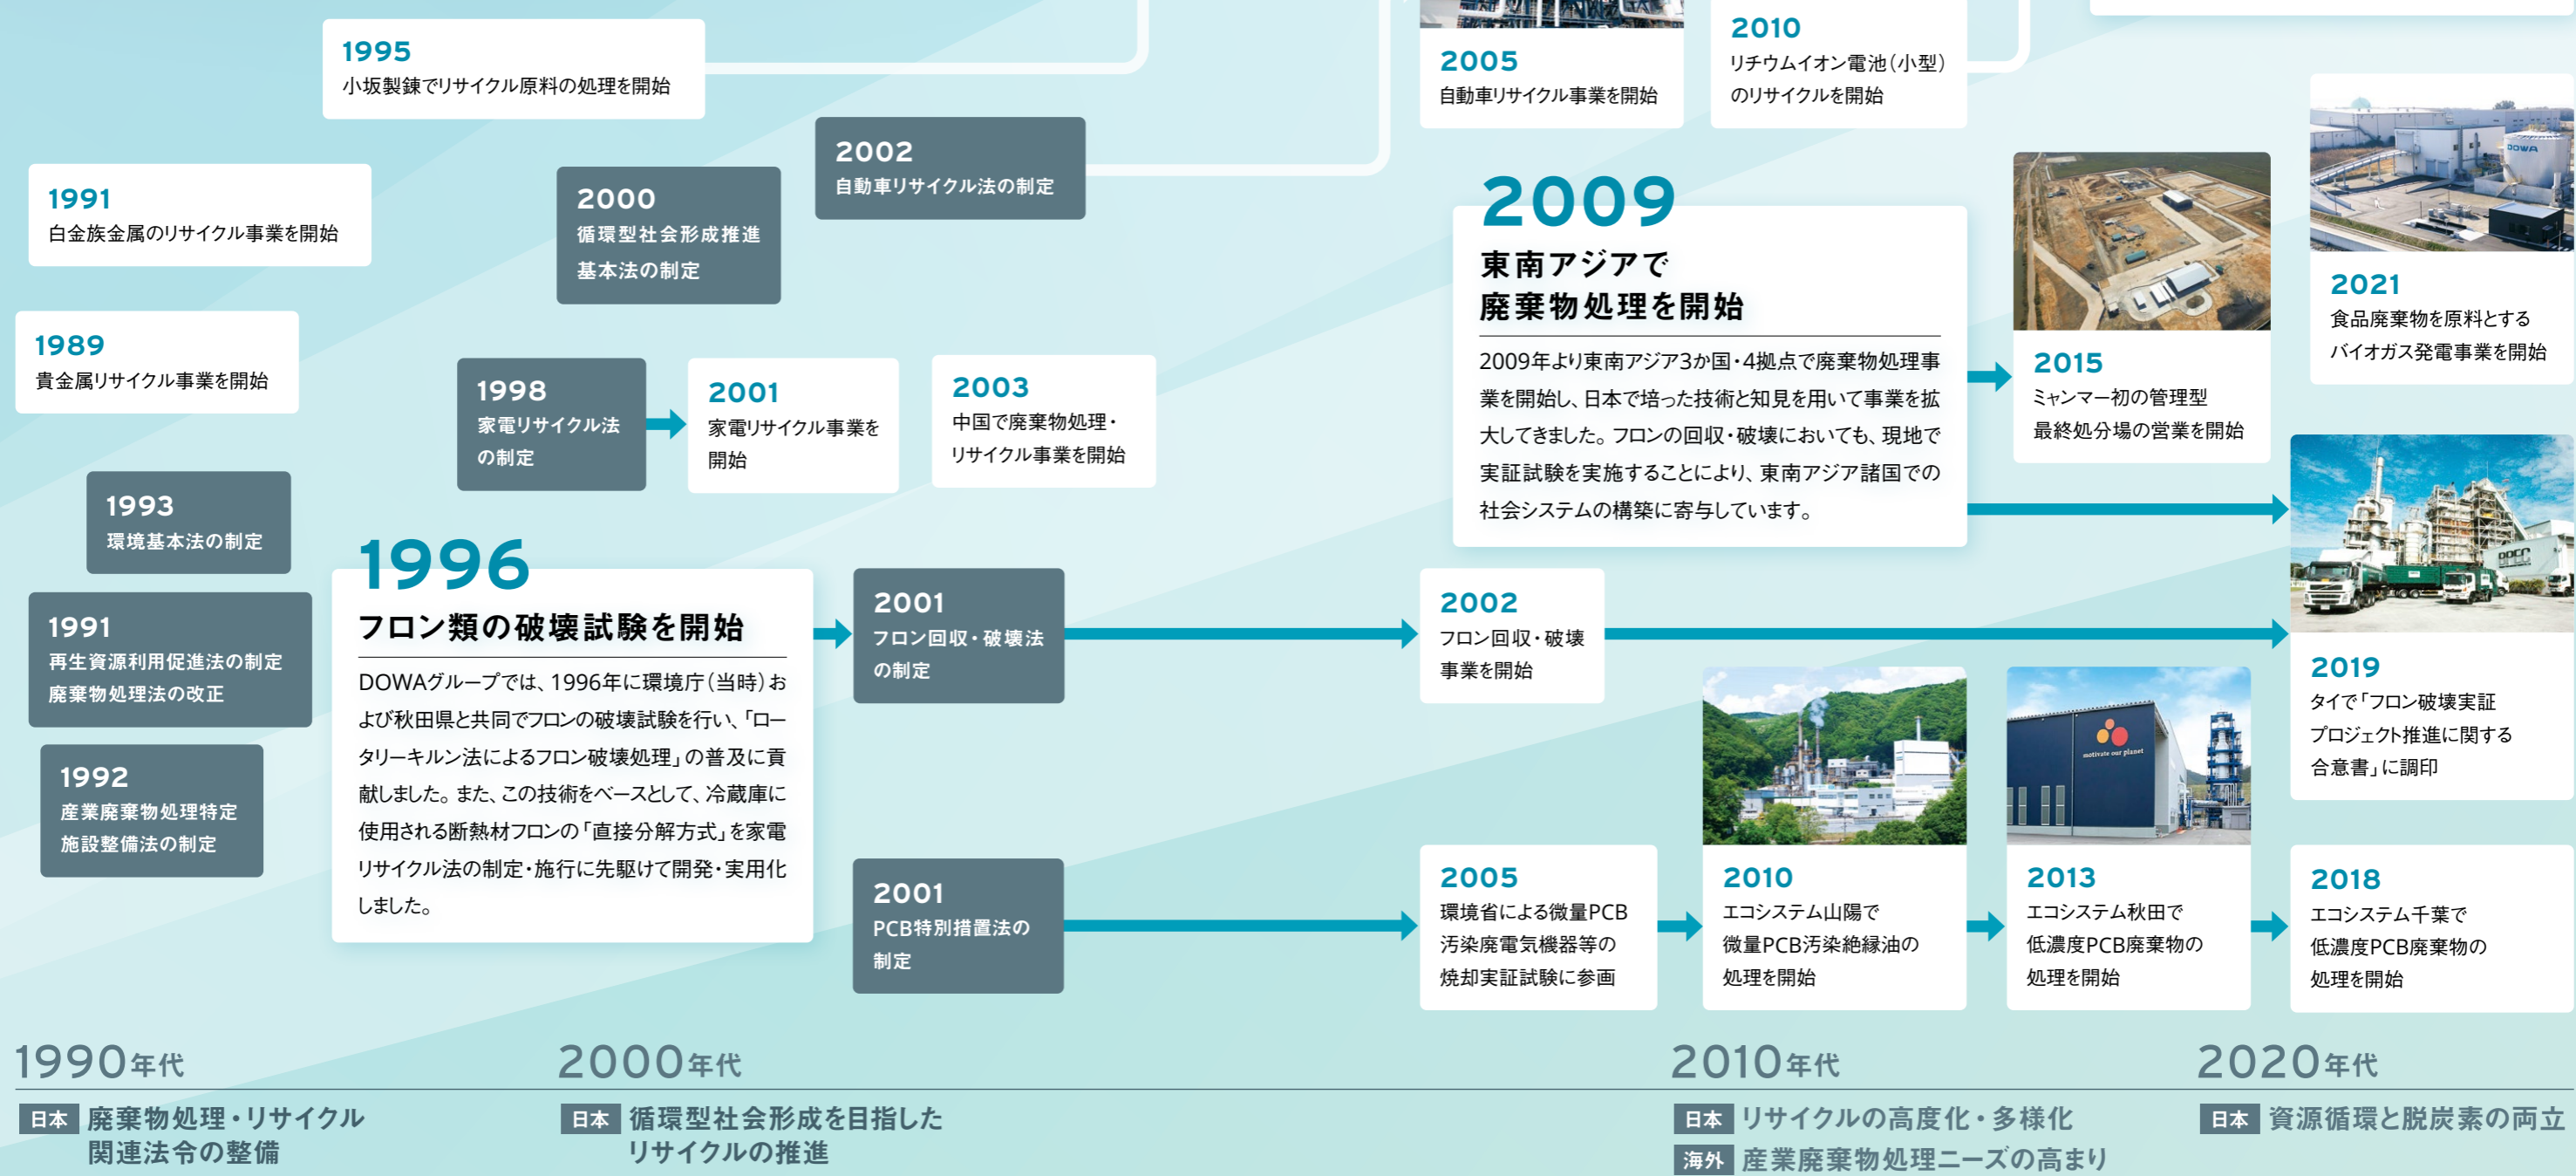 1995
小坂製錬でリサイクル原料の処理を開始
1991
白金族金属のリサイクル事業を開始
1989
貴金属リサイクル事業を開始
2000
循環型社会形成推進
基本法の制定
2002
自動車リサイクル法の制定
1998
家電リサイクル法
の制定
2001
家電リサイクル事業を
開始
2003
中国で廃棄物処理・
リサイクル事業を開始
1993
環境基本法の制定
1991
再生資源利用促進法の制定
廃棄物処理法の改正
1992
産業廃棄物処理特定
施設整備法の制定
1996
フロン類の破壊試験を開始
DOWAグループでは、1996年に環境庁（当時）お
よび秋田県と共同でフロンの破壊試験を行い、「ロー
タリーキルン法によるフロン破壊処理」の普及に貢
献しました。また、この技術をベースとして、冷蔵庫に
使用される断熱材フロンの「直接分解方式」を家電
リサイクル法の制定・施行に先駆けて開発・実用化
しました。
2001
フロン回収・破壊法
の制定
2001
PCB特別措置法の
制定
2005
自動車リサイクル事業を開始
2010
リチウムイオン電池（小型）
のリサイクルを開始
2009
東南アジアで
廃棄物処理を開始
2009年より東南アジア3か国・4拠点で廃棄物処理事
業を開始し、日本で培った技術と知見を用いて事業を拡
大してきました。フロンの回収・破壊においても、現地で
実証試験を実施することにより、東南アジア諸国での
社会システムの構築に寄与しています。
2015
ミャンマー初の管理型
最終処分場の営業を開始
DOWA
2021
食品廃棄物を原料とする
バイオガス発電事業を開始
2002
フロン回収・破壊
事業を開始
2019
タイで「フロン破壊実証
プロジェクト推進に関する
合意書」に調印
2005
環境省による微量PCB
汚染廃電気機器等の
焼却実証試験に参画
2010
エコシステム山陽で
微量PCB汚染絶縁油の
処理を開始
motivate our planet
2013
エコシステム秋田で
低濃度PCB廃棄物の
処理を開始
2018
エコシステム千葉で
低濃度PCB廃棄物の
処理を開始
1990年代
日本 廃棄物処理・リサイクル
関連法令の整備
2000年代
日本 循環型社会形成を目指した
リサイクルの推進
2010年代
日本 リサイクルの高度化・多様化
海外 産業廃棄物処理ニーズの高まり
2020年代
日本 資源循環と脱炭素の両立